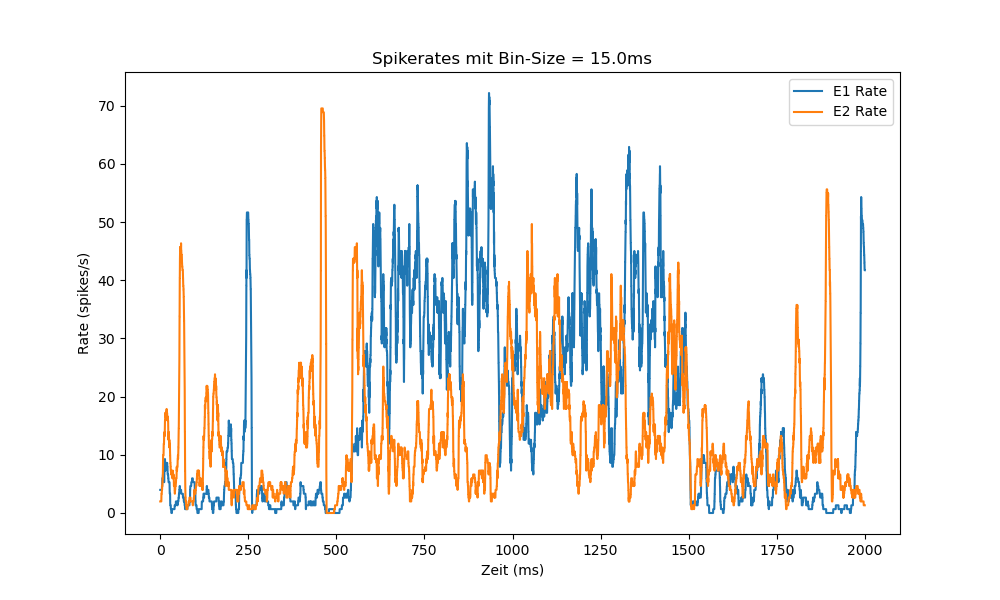 Spikerates mit Bin-Size = 15.0ms
E1 Rate
E2 Rate
Rate (spikes/s)
70
60
50
40
30
20
10
0
0 250 500 750 1000 1250 1500 1750 2000
Zeit (ms)